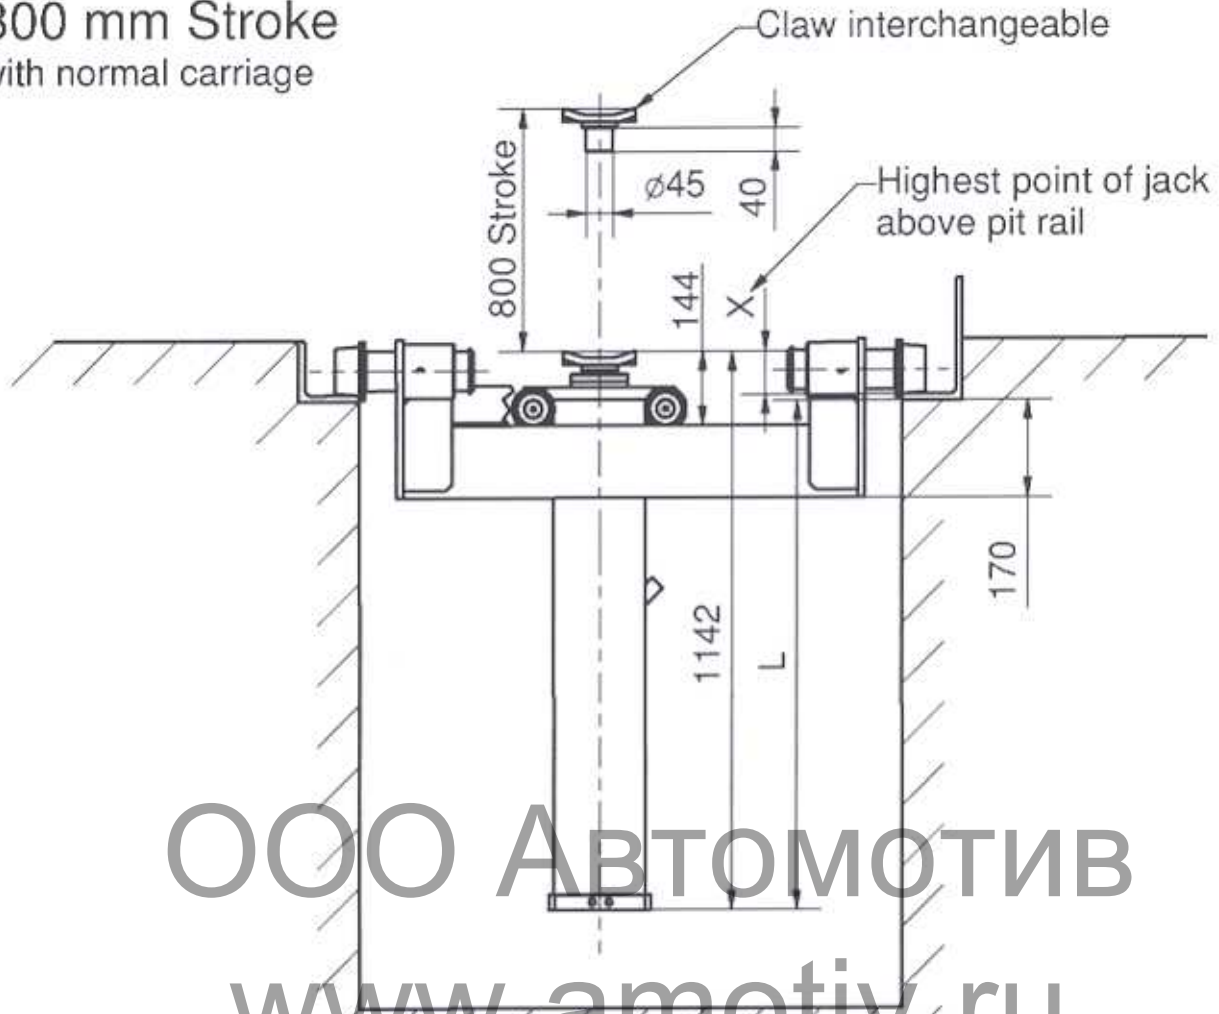 800 mm Stroke
with normal carriage
Claw interchangeable
800 Stroke
ø45
40
Highest point of jack
above pit rail
144
X
170
1142
L
ООО Автомотив
www.amotiv.ru